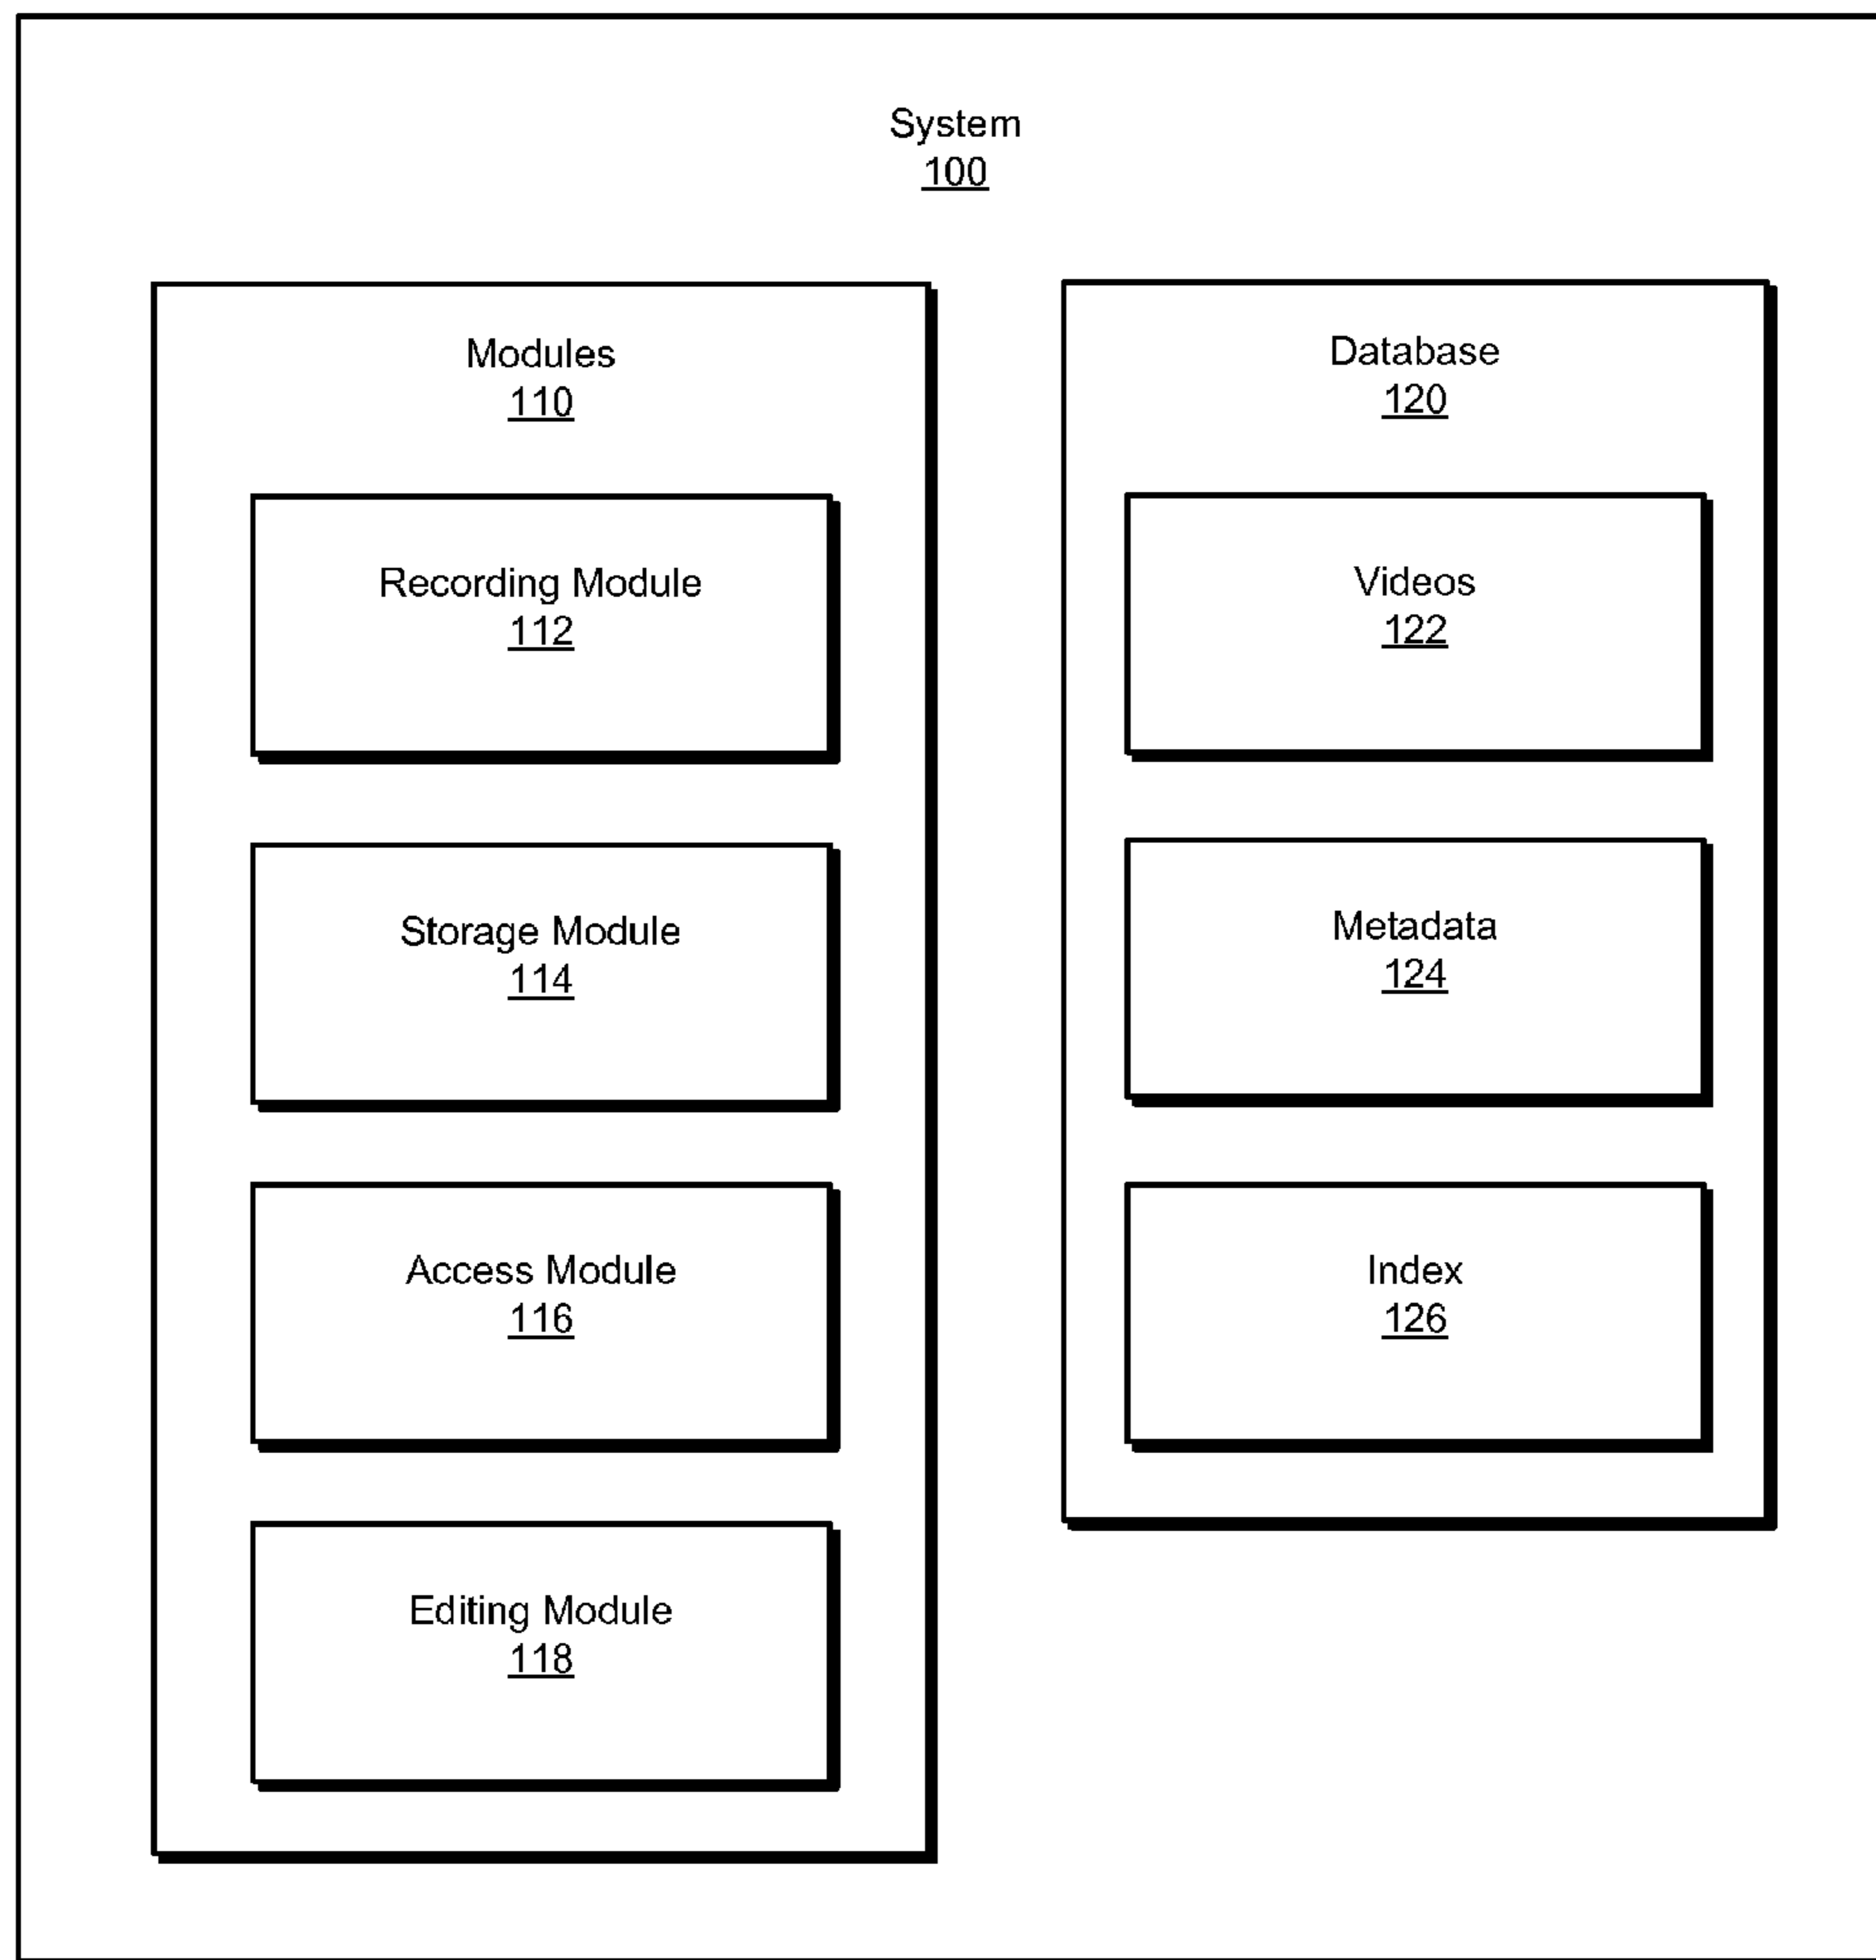 System
100
Modules
110
Recording Module
112
Storage Module
114
Access Module
116
Editing Module
118
Database
120
Videos
122
Metadata
124
Index
126